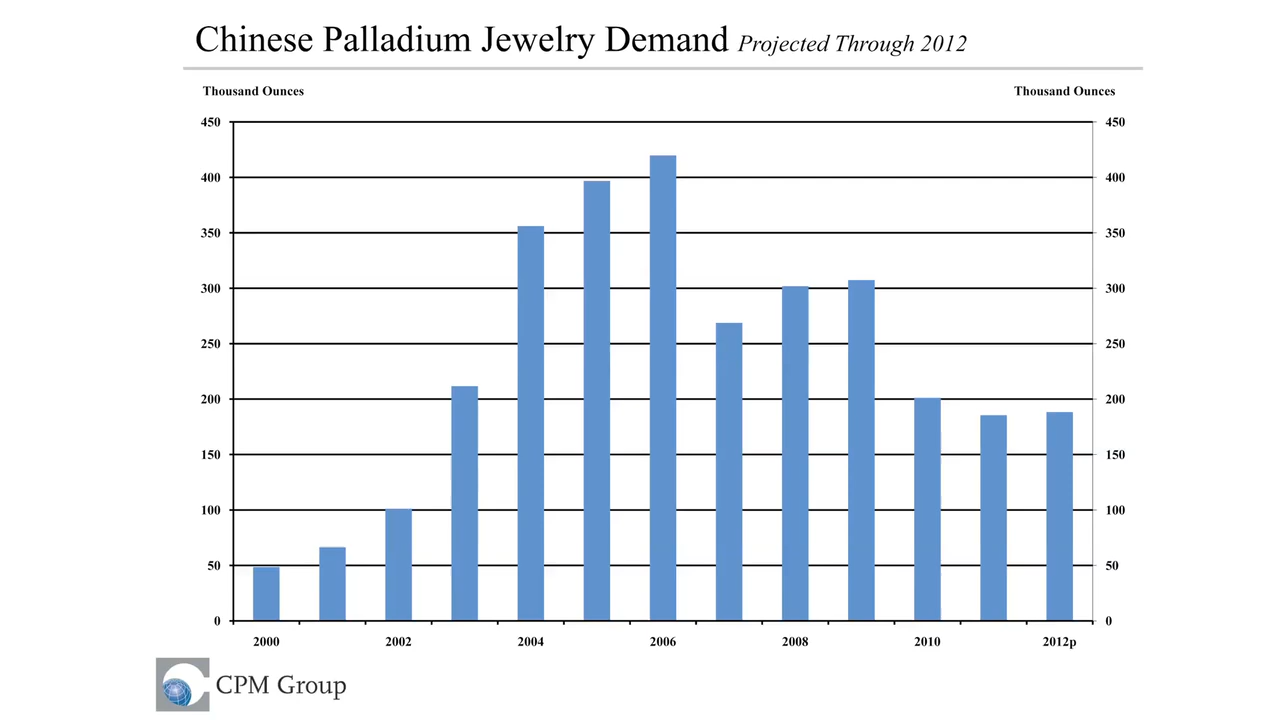 Chinese Palladium Jewelry Demand Projected Through 2012
Thousand Ounces Thousand Ounces
450 450
400 400
350 350
300 300
250 250
200 200
150 150
100 100
50 50
0 0
2000 2002 2004 2006 2008 2010 2012p
CPM Group